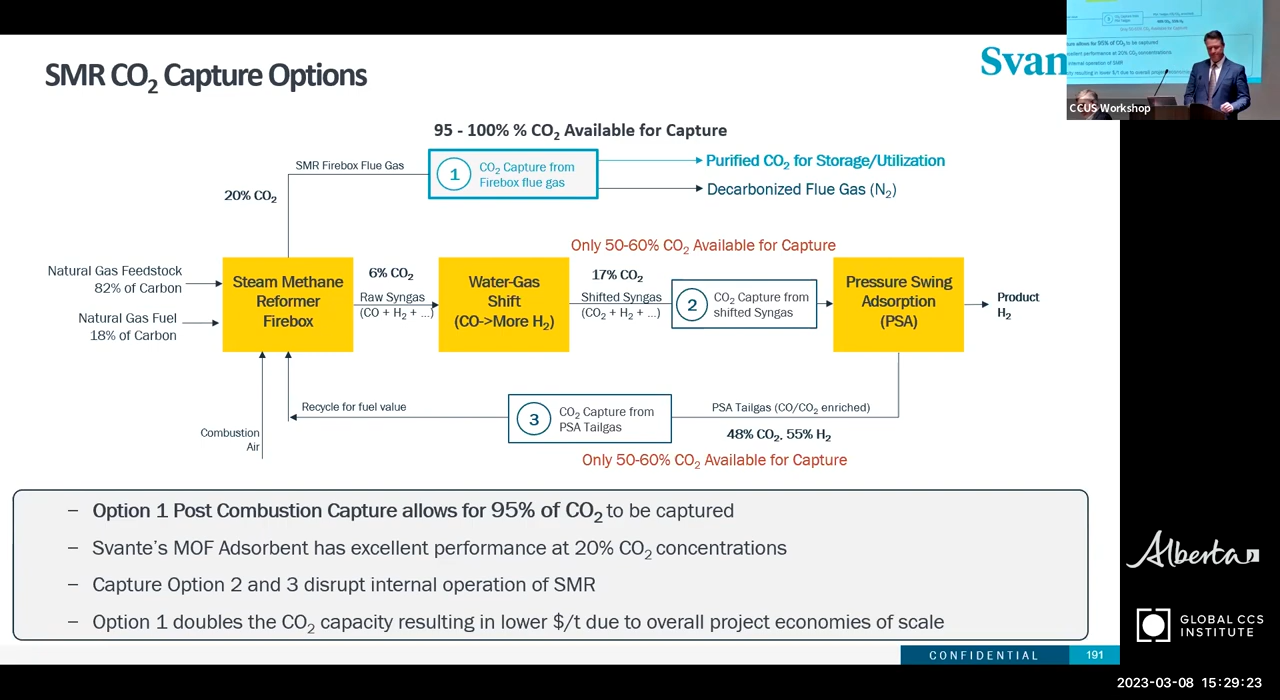 SMR CO₂ Capture Options
Svan
CCUS Workshop
95 - 100% % CO₂ Available for Capture
SMR Firebox Flue Gas
20% CO₂
1
CO₂ Capture from
Firebox flue gas
Purified CO₂ for Storage/Utilization
Decarbonized Flue Gas (N₂)
Only 50-60% CO₂ Available for Capture
Natural Gas Feedstock
82% of Carbon
Natural Gas Fuel
18% of Carbon
Steam Methane
Reformer
Firebox
6% CO₂
Raw Syngas
(CO + H₂ + ...)
Water-Gas
Shift
(CO->More H₂)
17% CO₂
Shifted Syngas
(CO₂ + H₂ + ...)
2
CO₂ Capture from
shifted Syngas
Pressure Swing
Adsorption
(PSA)
Product
H₂
Recycle for fuel value
3
CO₂ Capture from
PSA Tailgas
PSA Tailgas (CO/CO₂ enriched)
48% CO₂. 55% H₂
Combustion
Air
Only 50-60% CO₂ Available for Capture
– Option 1 Post Combustion Capture allows for 95% of CO₂ to be captured
– Svante's MOF Adsorbent has excellent performance at 20% CO₂ concentrations
– Capture Option 2 and 3 disrupt internal operation of SMR
– Option 1 doubles the CO₂ capacity resulting in lower $/t due to overall project economies of scale
CONFIDENTIAL
191
Alberta
GLOBAL CCS
INSTITUTE
2023-03-08 15:29:23